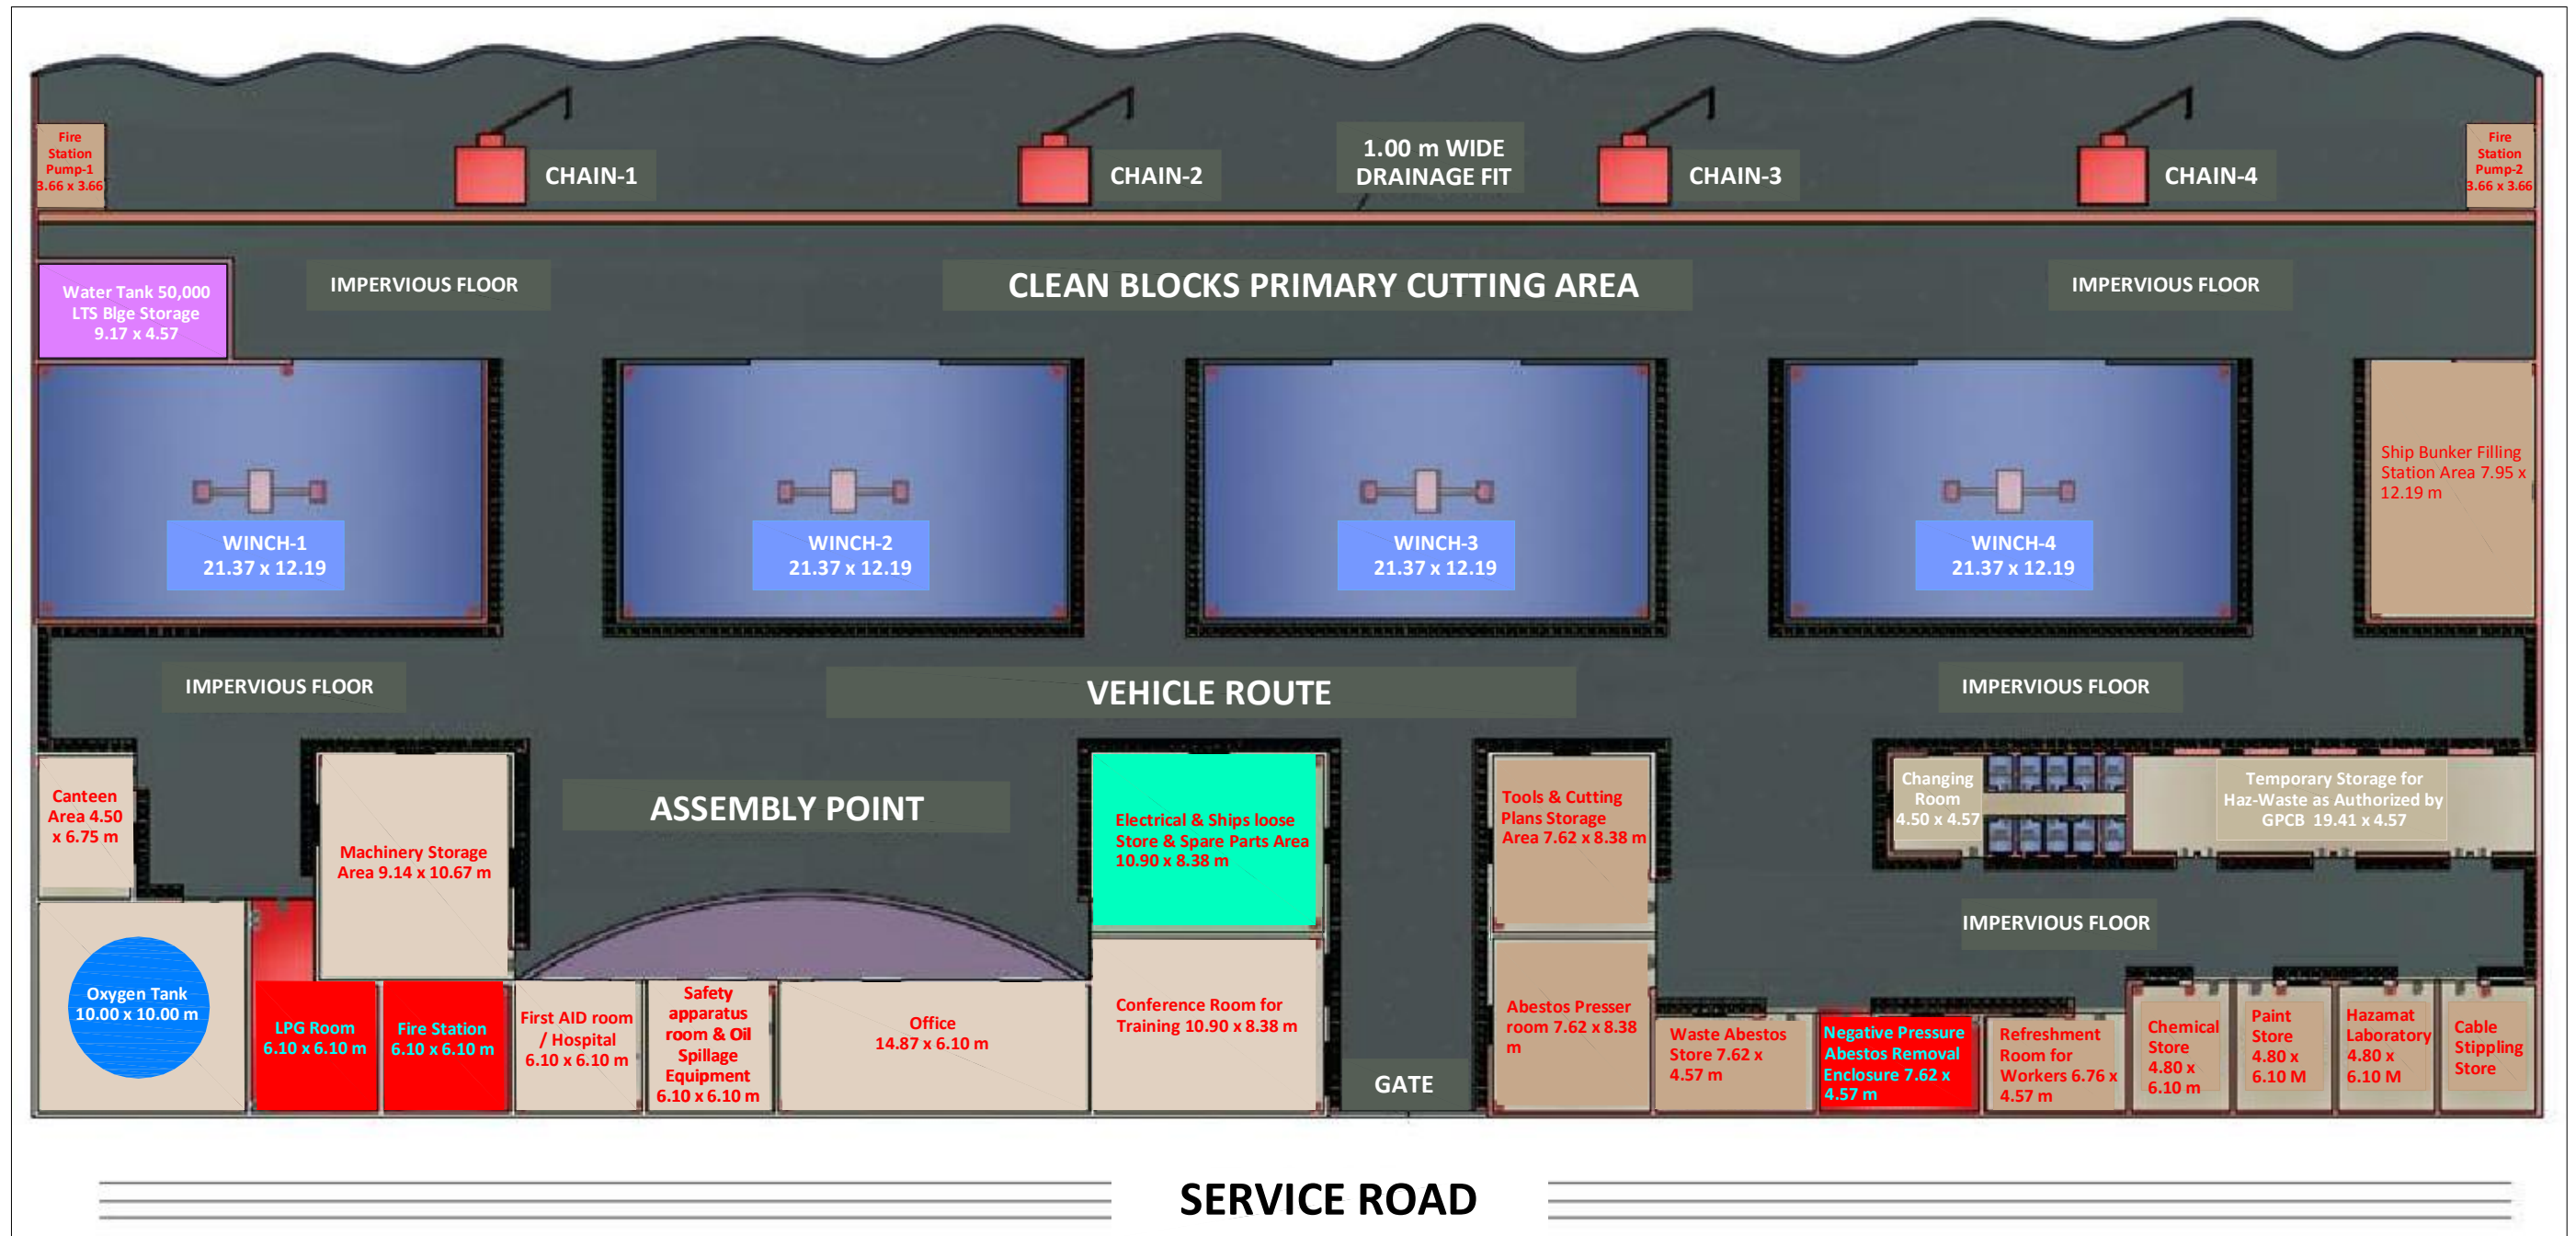 Fire
Station
Pump-1
3.66 x 3.66
CHAIN-1
CHAIN-2
1.00 m WIDE
DRAINAGE FIT
CHAIN-3
CHAIN-4
Fire
Station
Pump-2
3.66 x 3.66
Water Tank 50,000
LTS Blge Storage
9.17 x 4.57
IMPERVIOUS FLOOR
CLEAN BLOCKS PRIMARY CUTTING AREA
IMPERVIOUS FLOOR
WINCH-1
21.37 x 12.19
WINCH-2
21.37 x 12.19
WINCH-3
21.37 x 12.19
WINCH-4
21.37 x 12.19
Ship Bunker Filling
Station Area 7.95 x
12.19 m
IMPERVIOUS FLOOR
VEHICLE ROUTE
IMPERVIOUS FLOOR
Canteen
Area 4.50
x 6.75 m
Machinery Storage
Area 9.14 x 10.67 m
ASSEMBLY POINT
Electrical & Ships loose
Store & Spare Parts Area
10.90 x 8.38 m
Tools & Cutting
Plans Storage
Area 7.62 x 8.38 m
Changing
Room
4.50 x 4.57
Temporary Storage for
Haz-Waste as Authorized by
GPCB 19.41 x 4.57
IMPERVIOUS FLOOR
Oxygen Tank
10.00 x 10.00 m
LPG Room
6.10 x 6.10 m
Fire Station
6.10 x 6.10 m
First AID room
/ Hospital
6.10 x 6.10 m
Safety
apparatus
room & Oil
Spillage
Equipment
6.10 x 6.10 m
Office
14.87 x 6.10 m
Conference Room for
Training 10.90 x 8.38 m
GATE
Abestos Presser
room 7.62 x 8.38
m
Waste Abestos
Store 7.62 x
4.57 m
Negative Pressure
Abestos Removal
Enclosure 7.62 x
4.57 m
Refreshment
Room for
Workers 6.76 x
4.57 m
Chemical
Store
4.80 x
6.10 m
Paint
Store
4.80 x
6.10 M
Hazamat
Laboratory
4.80 x
6.10 M
Cable
Stippling
Store
SERVICE ROAD